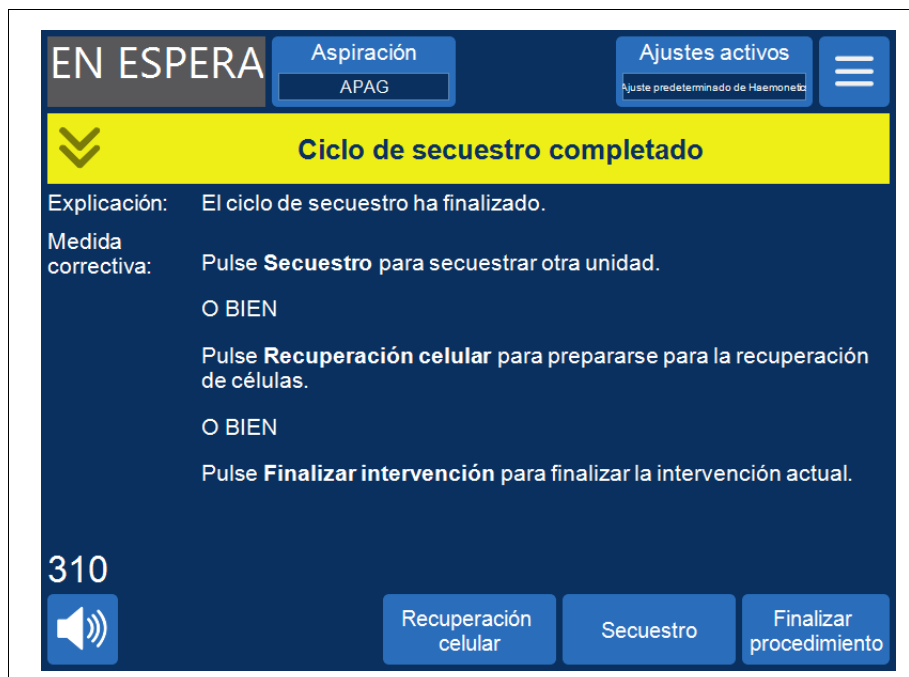 EN ESPERA
Aspiración
APAG
Ajustes activos
Ajuste predeterminado de Haemonetic
Ciclo de secuestro completado
Explicación: El ciclo de secuestro ha finalizado.
Medida
correctiva: Pulse Secuestro para secuestrar otra unidad.
O BIEN
Pulse Recuperación celular para prepararse para la recuperación
de células.
O BIEN
Pulse Finalizar intervención para finalizar la intervención actual.
310
Recuperación
celular
Secuestro
Finalizar
procedimiento